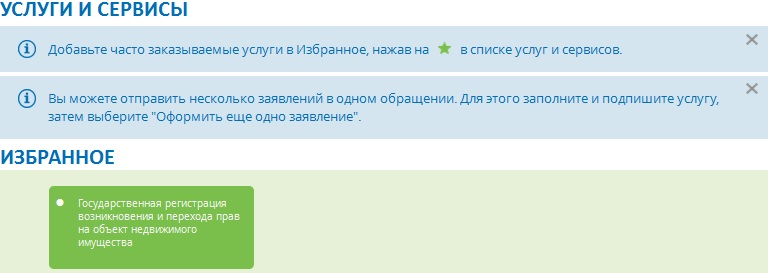 УСЛУГИ И СЕРВИСЫ
Добавьте часто заказываемые услуги в Избранное, нажав на в списке услуг и сервисов.
Вы можете отправить несколько заявлений в одном обращении. Для этого заполните и подпишите услугу,
затем выберите "Оформить еще одно заявление".
ИЗБРАННОЕ
Государственная регистрация
возникновения и перехода прав
на объект недвижимого
имущества